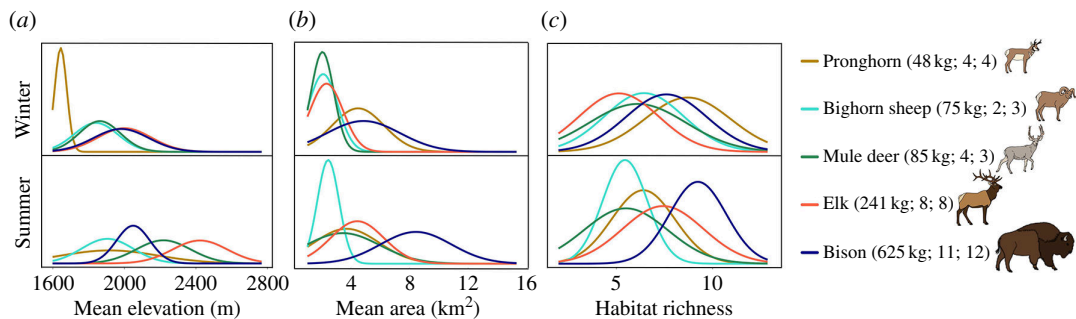 (a) (b) (c)
Winter
Summer
1600 2000 2400 2800
4 8 12 16
5 10
Mean elevation (m) Mean area (km²) Habitat richness
Pronghorn (48 kg; 4; 4)
Bighorn sheep (75 kg; 2; 3)
Mule deer (85 kg; 4; 3)
Elk (241 kg; 8; 8)
Bison (625 kg; 11; 12)